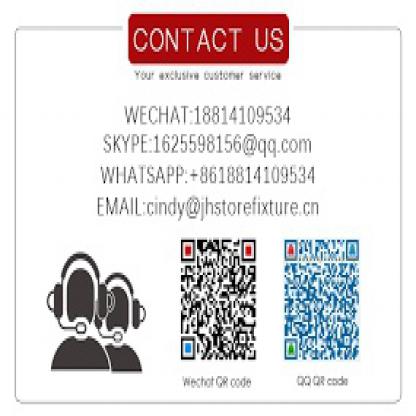 CONTACT US
Your exclusive customer service
WECHAT:18814109534
SKYPE:1625598156@qq.com
WHATSAPP:+8618814109534
EMAIL:cindy@jhstorefixture.cn
Wechat QR code
QQ QR code